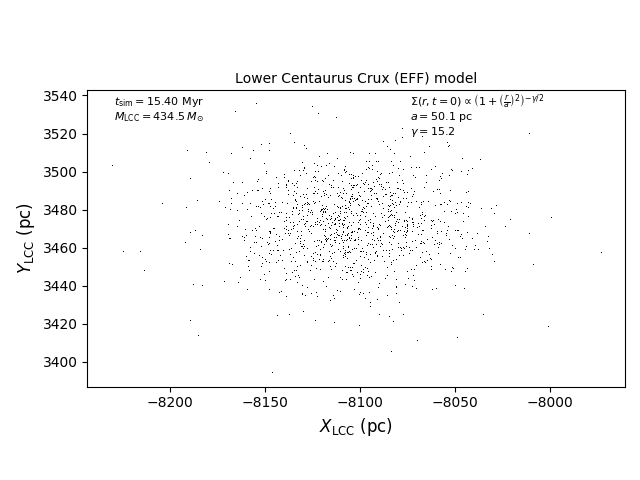 Lower Centaurus Crux (EFF) model
t_sim = 15.40 Myr
M_LCC = 434.5 M_⊙
Σ(r, t = 0) ∝ (1 + (r/a)²)^(−γ/2)
a = 50.1 pc
γ = 15.2
3540
3520
3500
3480
3460
3440
3420
3400
Y_LCC (pc)
−8200 −8150 −8100 −8050 −8000
X_LCC (pc)